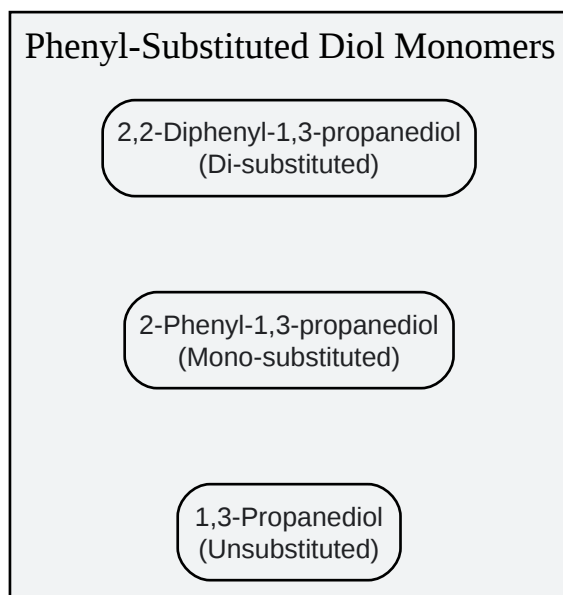 Phenyl-Substituted Diol Monomers
2,2-Diphenyl-1,3-propanediol
(Di-substituted)
2-Phenyl-1,3-propanediol
(Mono-substituted)
1,3-Propanediol
(Unsubstituted)